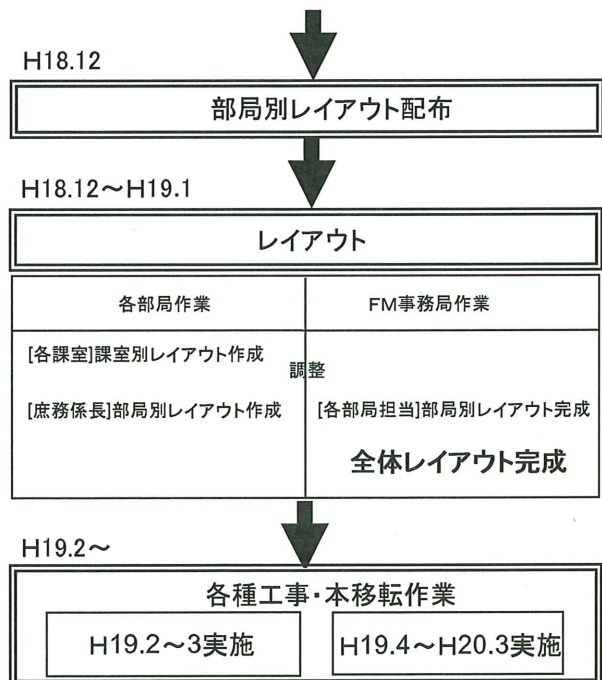 H18.12
部局別レイアウト配布
H18.12～H19.1
レイアウト
各部局作業
FM事務局作業
[各課室]課室別レイアウト作成
調整
[庶務係長]部局別レイアウト作成
[各部局担当]部局別レイアウト完成
全体レイアウト完成
H19.2～
各種工事・本移転作業
H19.2～3実施
H19.4～H20.3実施